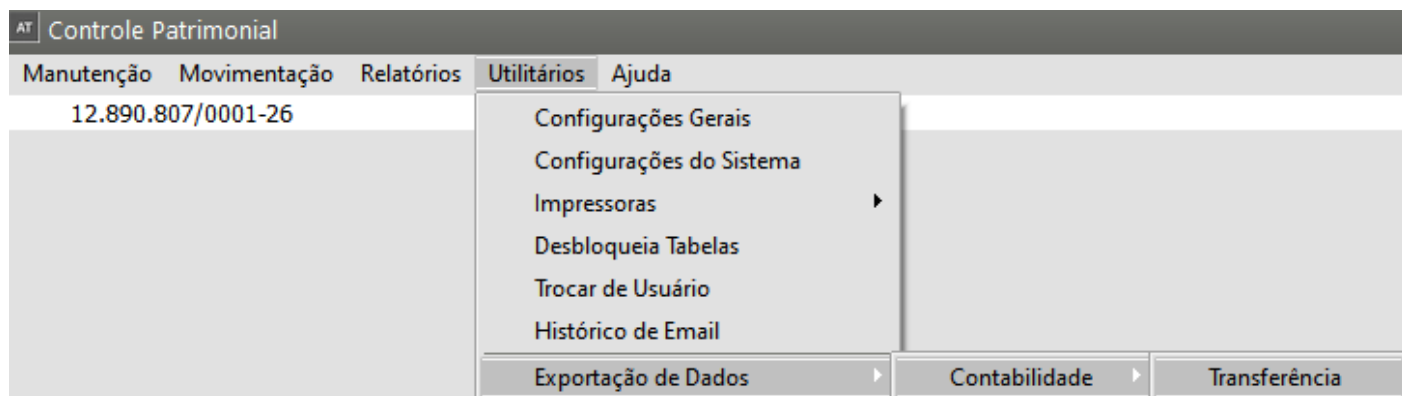 AT Controle Patrimonial
Manutenção Movimentação Relatórios Utilitários Ajuda
12.890.807/0001-26
Configurações Gerais
Configurações do Sistema
Impressoras
Desbloqueia Tabelas
Trocar de Usuário
Histórico de Email
Exportação de Dados Contabilidade Transferência